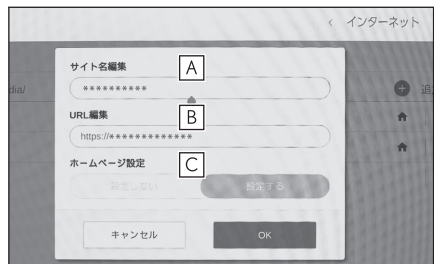 < インターネット
サイト名編集
A
**********
dia/
追
URL編集
B
https://*************
ホームページ設定
C
設定しない
設定する
キャンセル
OK